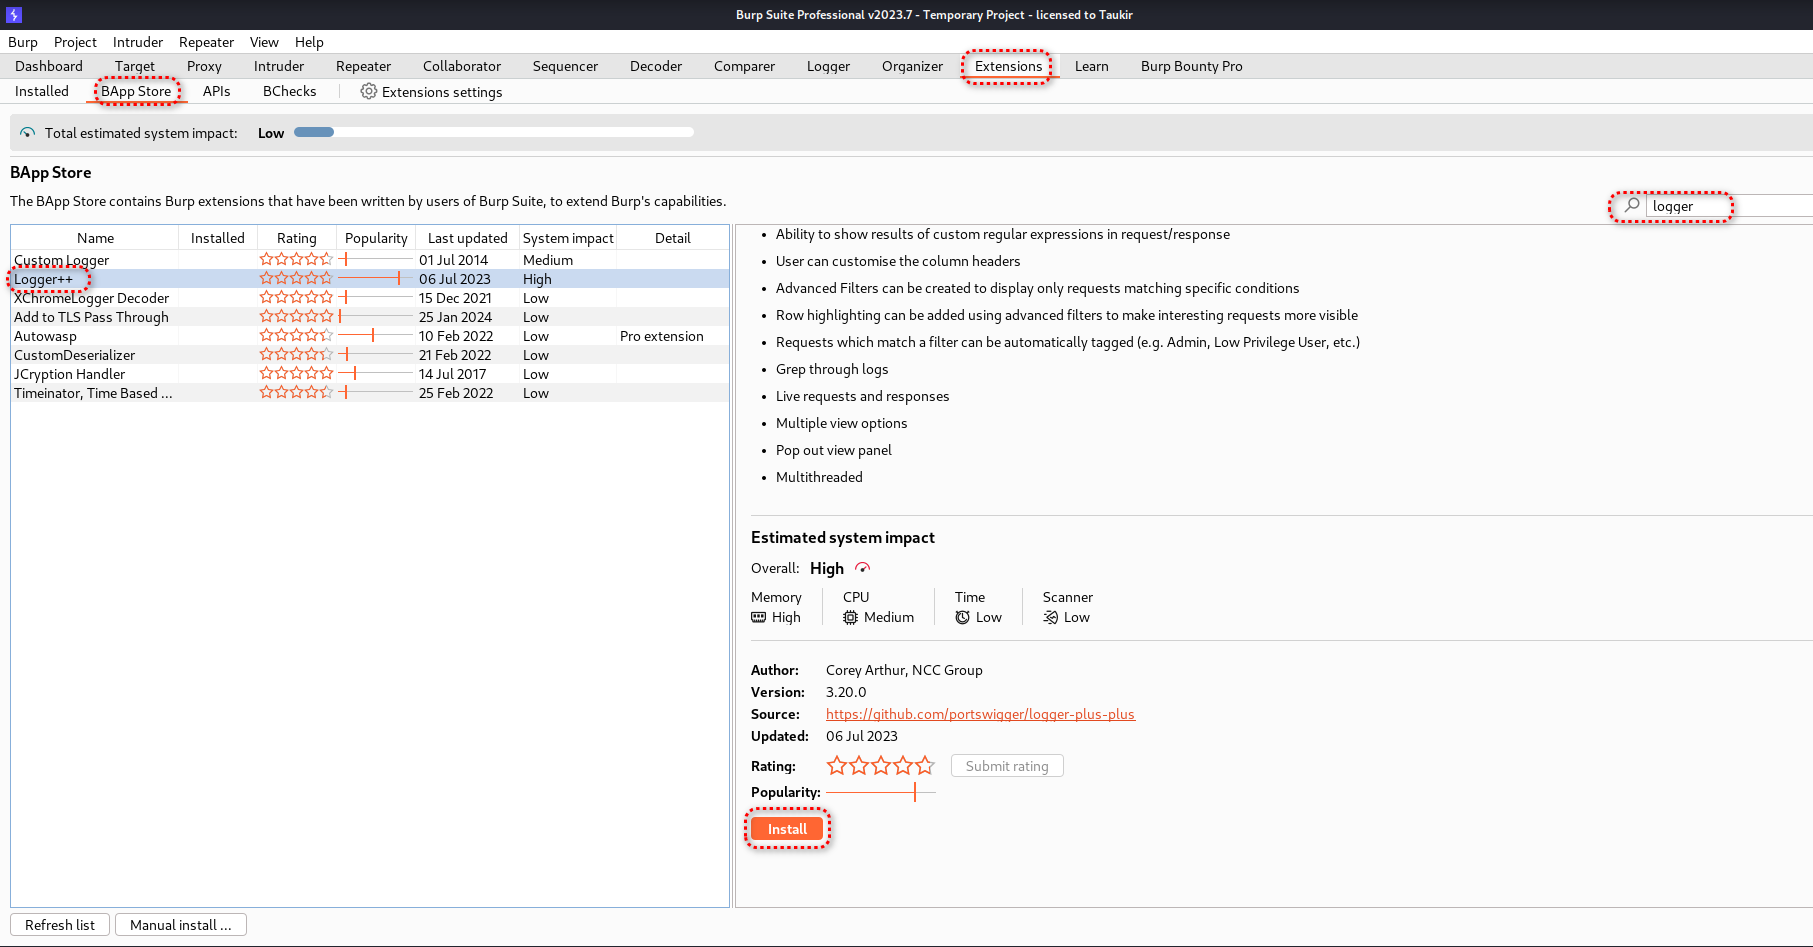 Burp Suite Professional v2023.7 - Temporary Project - licensed to Taukir
Burp Project Intruder Repeater View Help
Dashboard Target Proxy Intruder Repeater Collaborator Sequencer Decoder Comparer Logger Organizer Extensions Learn Burp Bounty Pro
Installed BApp Store APIs BChecks Extensions settings
Total estimated system impact: Low
BApp Store
The BApp Store contains Burp extensions that have been written by users of Burp Suite, to extend Burp's capabilities.
logger
Name Installed Rating Popularity Last updated System impact Detail
Custom Logger 01 Jul 2014 Medium
Logger++ 06 Jul 2023 High
XChromeLogger Decoder 15 Dec 2021 Low
Add to TLS Pass Through 25 Jan 2024 Low
Autowasp 10 Feb 2022 Low Pro extension
CustomDeserializer 21 Feb 2022 Low
JCryption Handler 14 Jul 2017 Low
Timeinator, Time Based ... 25 Feb 2022 Low
• Ability to show results of custom regular expressions in request/response
• User can customise the column headers
• Advanced Filters can be created to display only requests matching specific conditions
• Row highlighting can be added using advanced filters to make interesting requests more visible
• Requests which match a filter can be automatically tagged (e.g. Admin, Low Privilege User, etc.)
• Grep through logs
• Live requests and responses
• Multiple view options
• Pop out view panel
• Multithreaded
Estimated system impact
Overall: High
Memory CPU Time Scanner
High Medium Low Low
Author: Corey Arthur, NCC Group
Version: 3.20.0
Source: https://github.com/portswigger/logger-plus-plus
Updated: 06 Jul 2023
Rating: Submit rating
Popularity:
Install
Refresh list Manual install ...